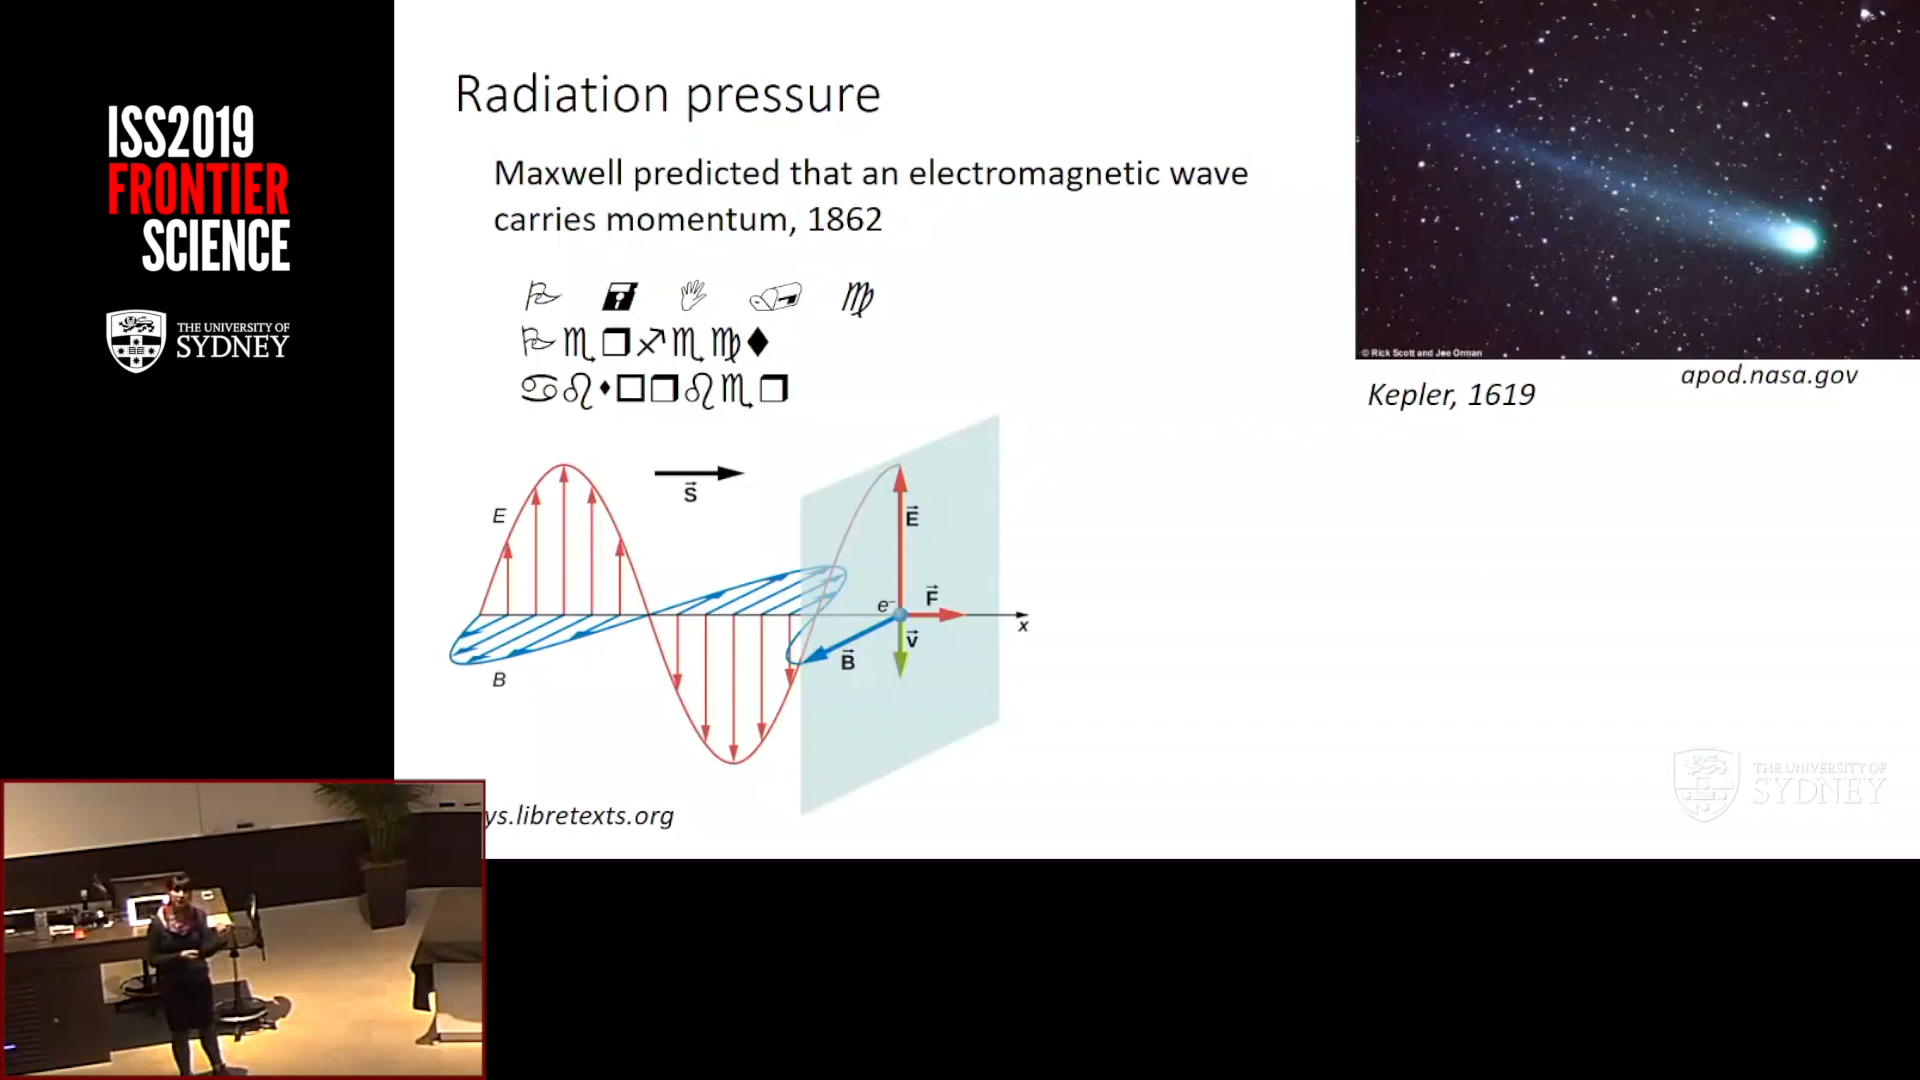 ISS2019
FRONTIER
SCIENCE
THE UNIVERSITY OF
SYDNEY
Radiation pressure
Maxwell predicted that an electromagnetic wave
carries momentum, 1862
🏱 🖬 🖐 📭 ♍
🏱♏❒♐♏♍⧫
♋♌⬧□❒♌♏❒
© Rick Scott and Joe Orman
apod.nasa.gov
Kepler, 1619
S
E
B
E
F
e⁻
x
v
B
ys.libretexts.org
THE UNIVERSITY OF
SYDNEY